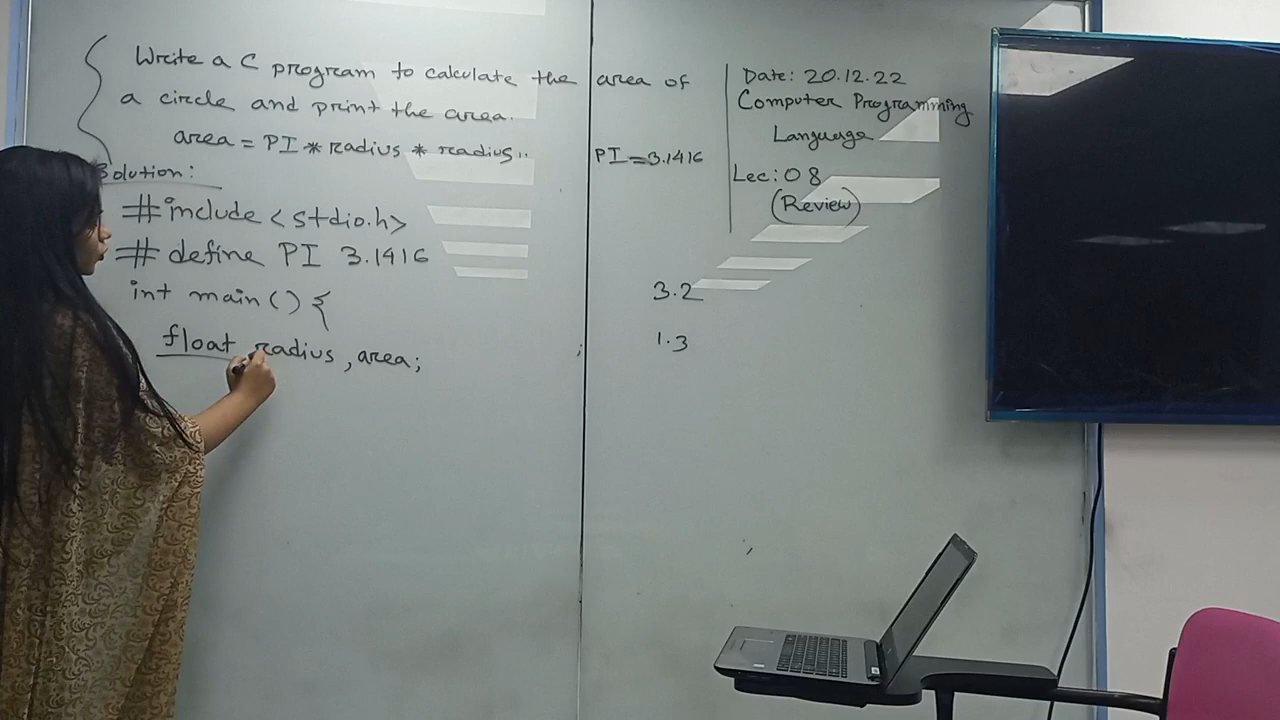 Write a C program to calculate the area of
a circle and print the area.
area = PI * radius * radius.
PI = 3.1416
Solution:
#include <stdio.h>
# define PI 3.1416
int main () {
float radius, area;
3.2
1.3
Date: 20.12.22
Computer Programming
Language
Lec: 08
(Review)